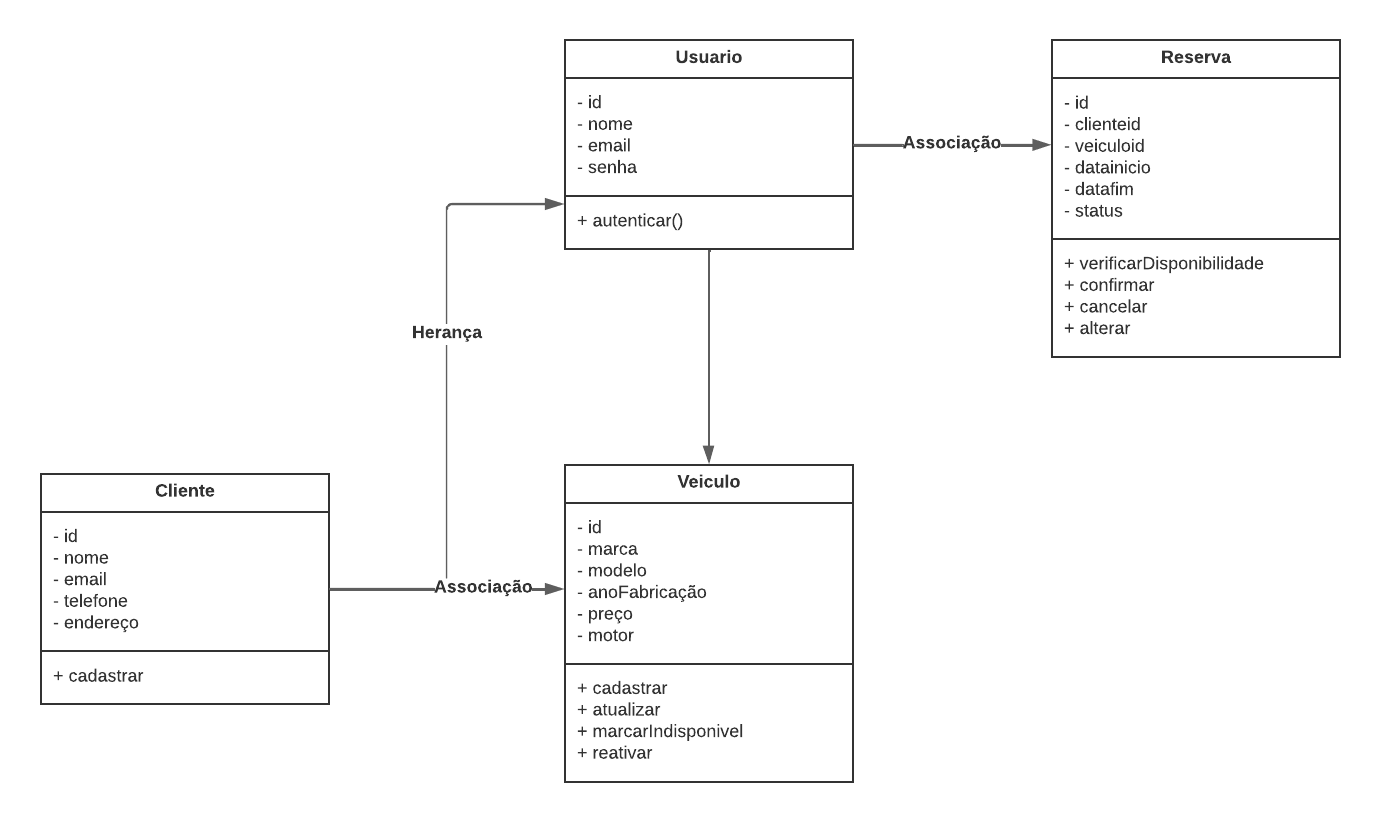 Usuario
- id
- nome
- email
- senha
+ autenticar()
Associação
Reserva
- id
- clienteid
- veiculoid
- datainicio
- datafim
- status
+ verificarDisponibilidade
+ confirmar
+ cancelar
+ alterar
Herança
Cliente
- id
- nome
- email
- telefone
- endereço
+ cadastrar
Associação
Veiculo
- id
- marca
- modelo
- anoFabricação
- preço
- motor
+ cadastrar
+ atualizar
+ marcarIndisponivel
+ reativar